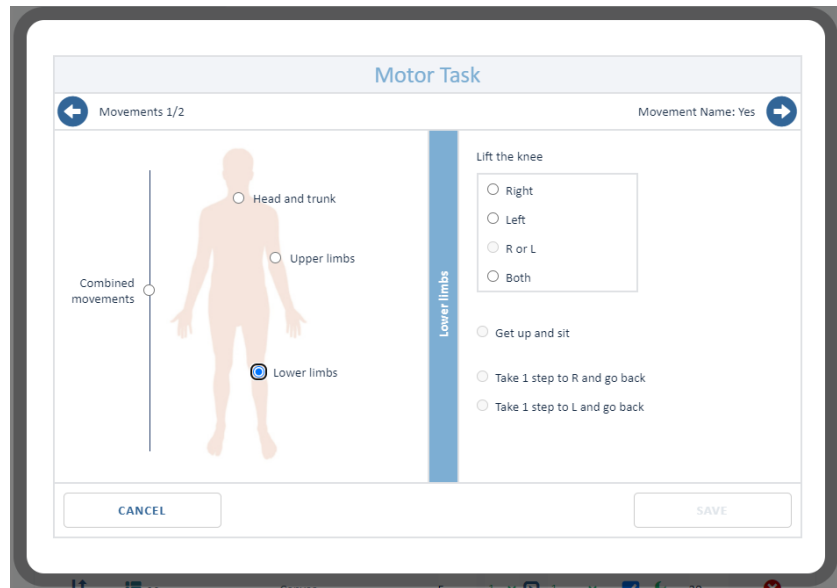 Motor Task
Movements 1/2
Movement Name: Yes
Head and trunk
Upper limbs
Combined
movements
Lower limbs
Lower limbs
Lift the knee
Right
Left
R or L
Both
Get up and sit
Take 1 step to R and go back
Take 1 step to L and go back
CANCEL
SAVE